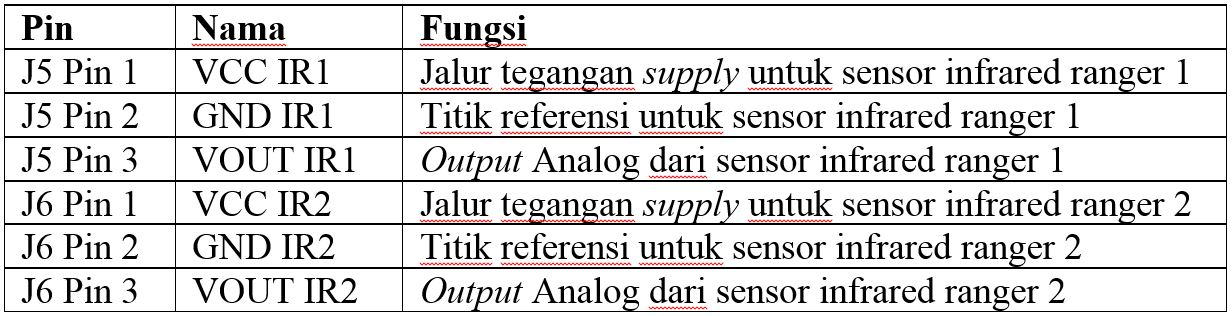 Pin Nama Fungsi
J5 Pin 1 VCC IR1 Jalur tegangan supply untuk sensor infrared ranger 1
J5 Pin 2 GND IR1 Titik referensi untuk sensor infrared ranger 1
J5 Pin 3 VOUT IR1 Output Analog dari sensor infrared ranger 1
J6 Pin 1 VCC IR2 Jalur tegangan supply untuk sensor infrared ranger 2
J6 Pin 2 GND IR2 Titik referensi untuk sensor infrared ranger 2
J6 Pin 3 VOUT IR2 Output Analog dari sensor infrared ranger 2